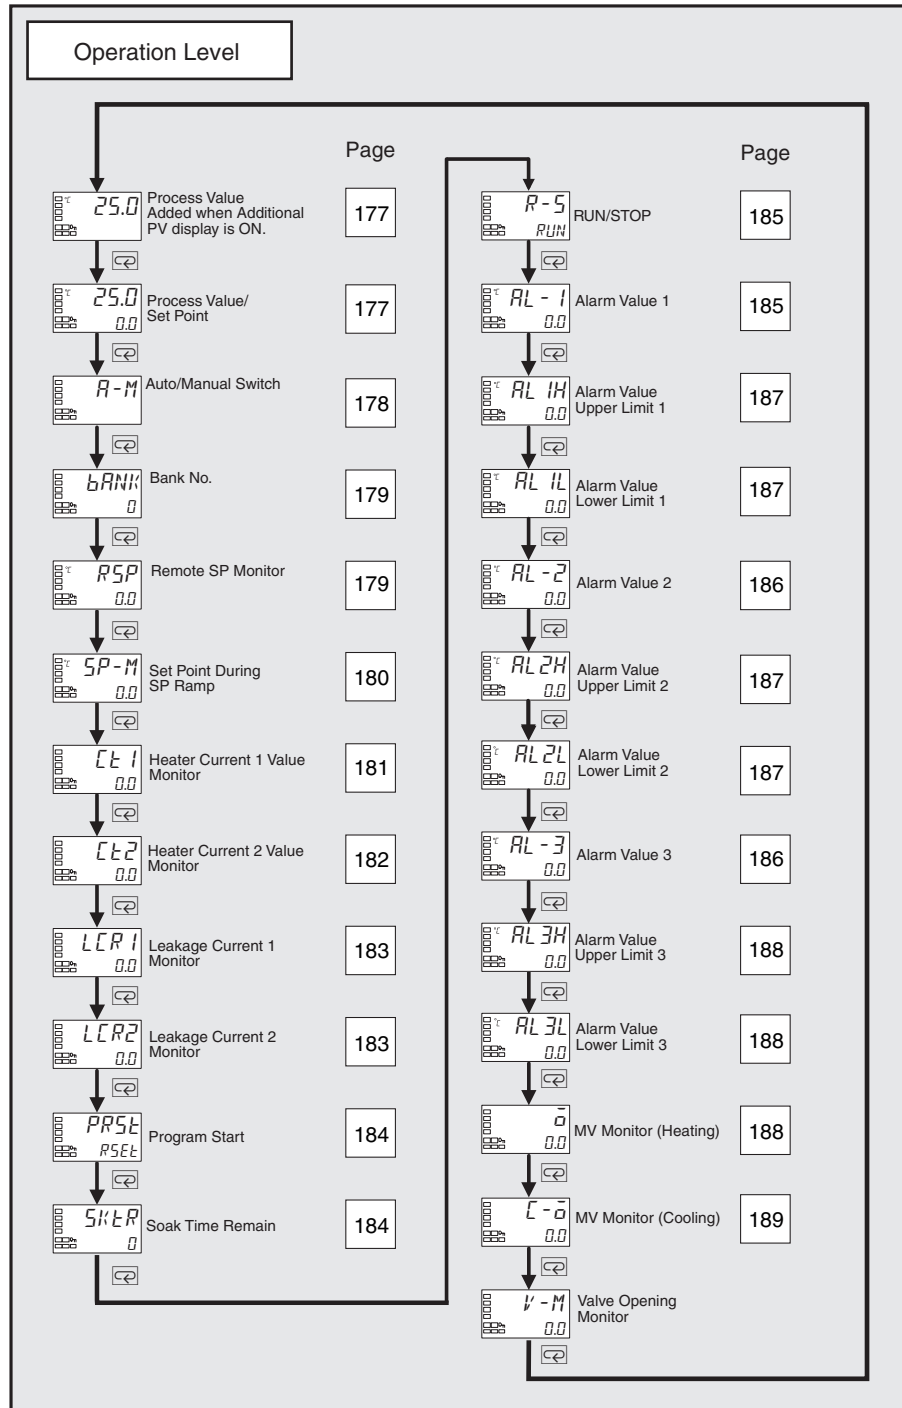 Operation Level
Page
25.0
Process Value
Added when Additional
PV display is ON.
177
25.0
0.0
Process Value/
Set Point
177
A-M
Auto/Manual Switch
178
bANK
0
Bank No.
179
RSP
0.0
Remote SP Monitor
179
SP-M
0.0
Set Point During
SP Ramp
180
Ct1
0.0
Heater Current 1 Value
Monitor
181
Ct2
0.0
Heater Current 2 Value
Monitor
182
LCR1
0.0
Leakage Current 1
Monitor
183
LCR2
0.0
Leakage Current 2
Monitor
183
PRSt
RSEt
Program Start
184
SKtR
0
Soak Time Remain
184
Page
R-S
RUN
RUN/STOP
185
°C
AL-1
0.0
Alarm Value 1
185
°C
AL1H
0.0
Alarm Value
Upper Limit 1
187
°C
AL1L
0.0
Alarm Value
Lower Limit 1
187
°C
AL-2
0.0
Alarm Value 2
186
°C
AL2H
0.0
Alarm Value
Upper Limit 2
187
°C
AL2L
0.0
Alarm Value
Lower Limit 2
187
°C
AL-3
0.0
Alarm Value 3
186
°C
AL3H
0.0
Alarm Value
Upper Limit 3
188
°C
AL3L
0.0
Alarm Value
Lower Limit 3
188
ō
0.0
MV Monitor (Heating)
188
C-ō
0.0
MV Monitor (Cooling)
189
V-M
0.0
Valve Opening
Monitor